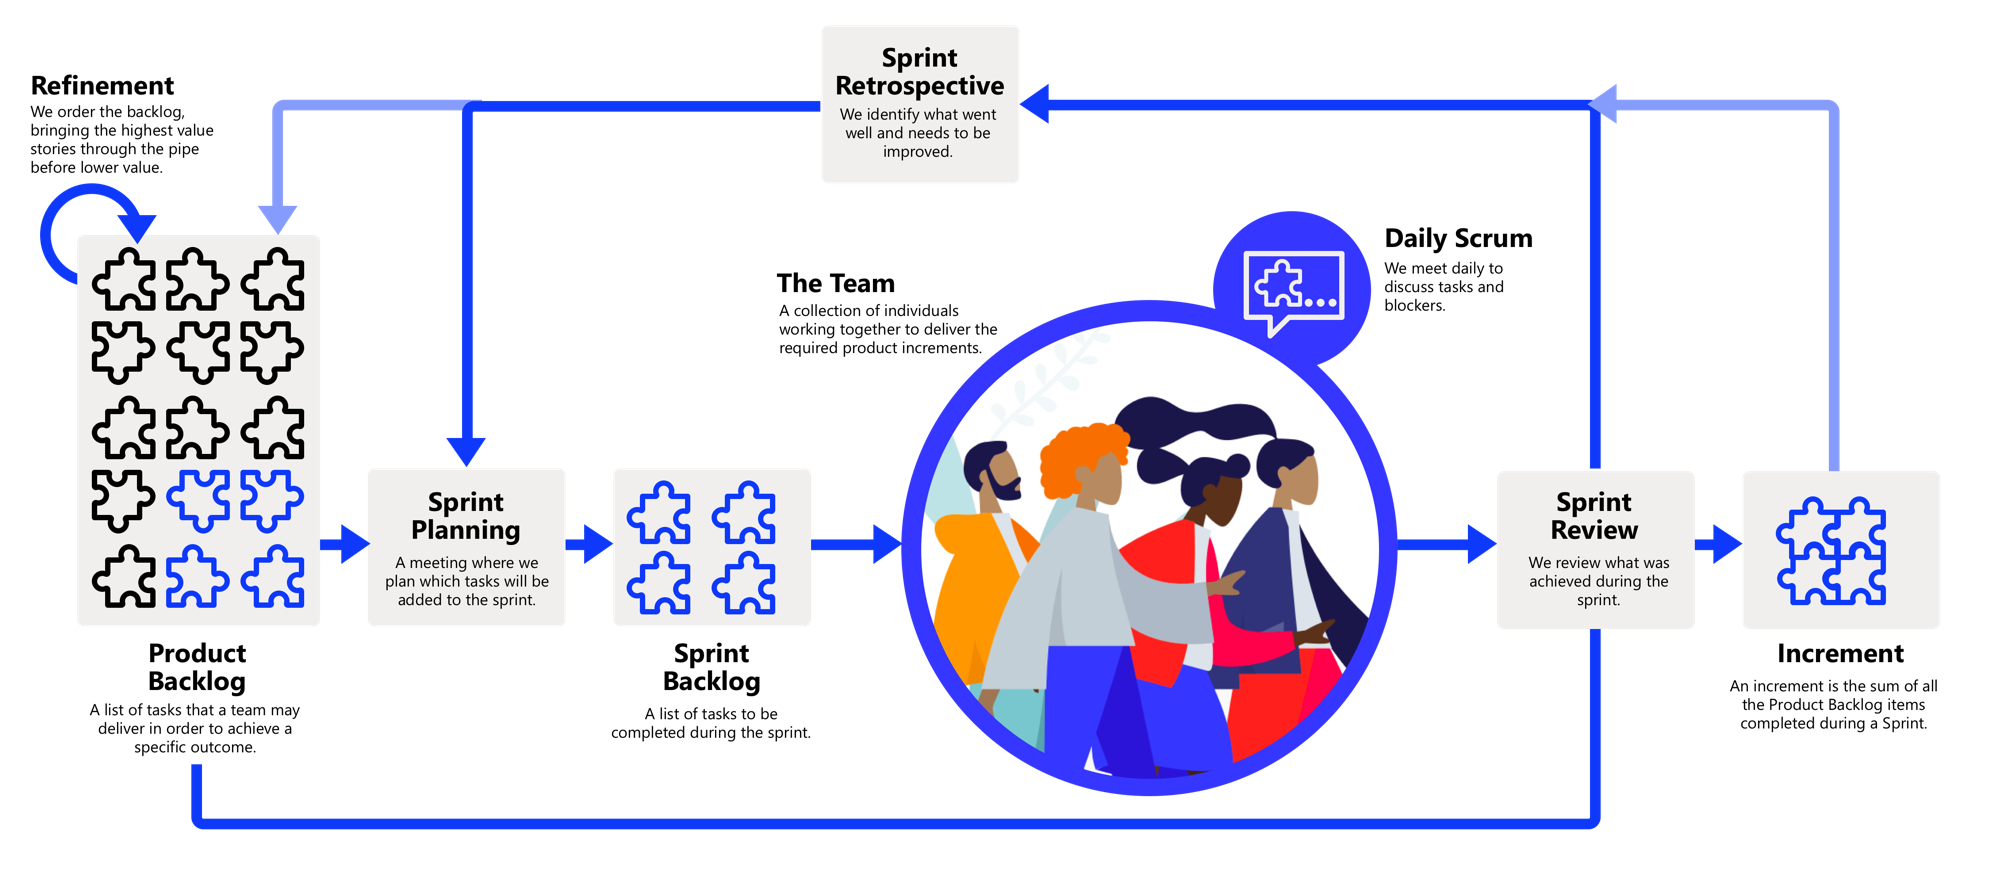 Refinement
We order the backlog,
bringing the highest value
stories through the pipe
before lower value.
Sprint
Retrospective
We identify what went
well and needs to be
improved.
Daily Scrum
We meet daily to
discuss tasks and
blockers.
The Team
A collection of individuals
working together to deliver the
required product increments.
Product
Backlog
A list of tasks that a team may
deliver in order to achieve a
specific outcome.
Sprint
Planning
A meeting where we
plan which tasks will be
added to the sprint.
Sprint
Backlog
A list of tasks to be
completed during the sprint.
Sprint
Review
We review what was
achieved during the
sprint.
Increment
An increment is the sum of all
the Product Backlog items
completed during a Sprint.